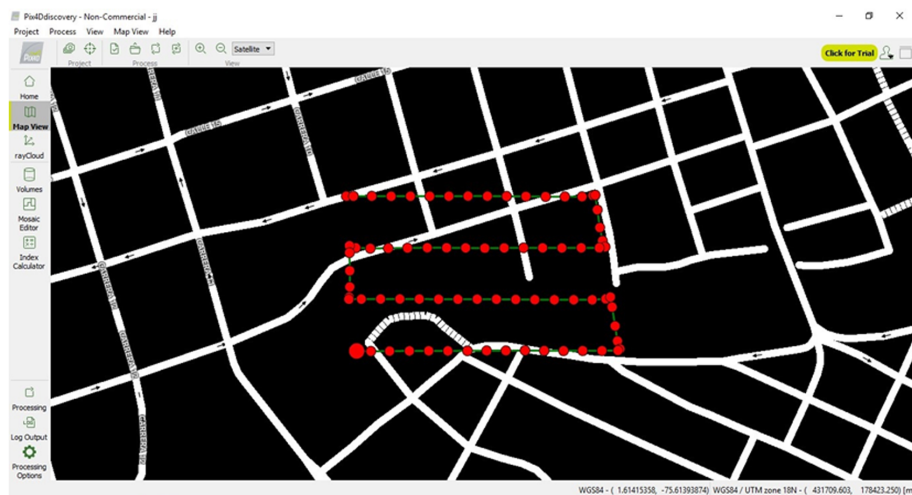 Pix4Ddiscovery - Non-Commercial - jj
Project Process View Map View Help
Satellite
Project Process View
Click for Trial
Home
Map View
rayCloud
Volumes
Mosaic
Editor
Index
Calculator
Processing
Log Output
Processing
Options
WGS84 - ( 1.61415358, -75.61393874) WGS84 / UTM zone 18N - ( 431709.603, 178423.250) [m